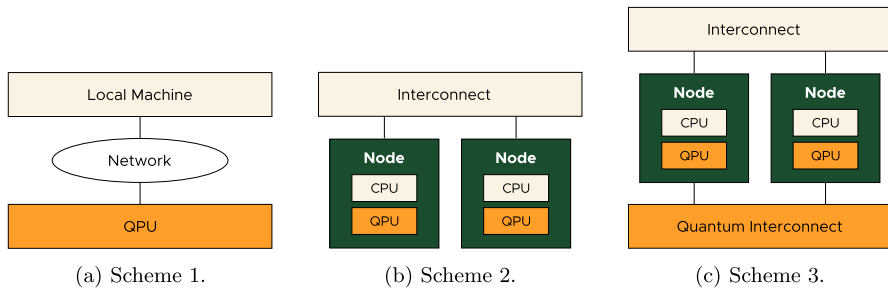 Local Machine
Network
QPU
(a) Scheme 1.
Interconnect
Node
CPU
QPU
Node
CPU
QPU
(b) Scheme 2.
Interconnect
Node
CPU
QPU
Node
CPU
QPU
Quantum Interconnect
(c) Scheme 3.